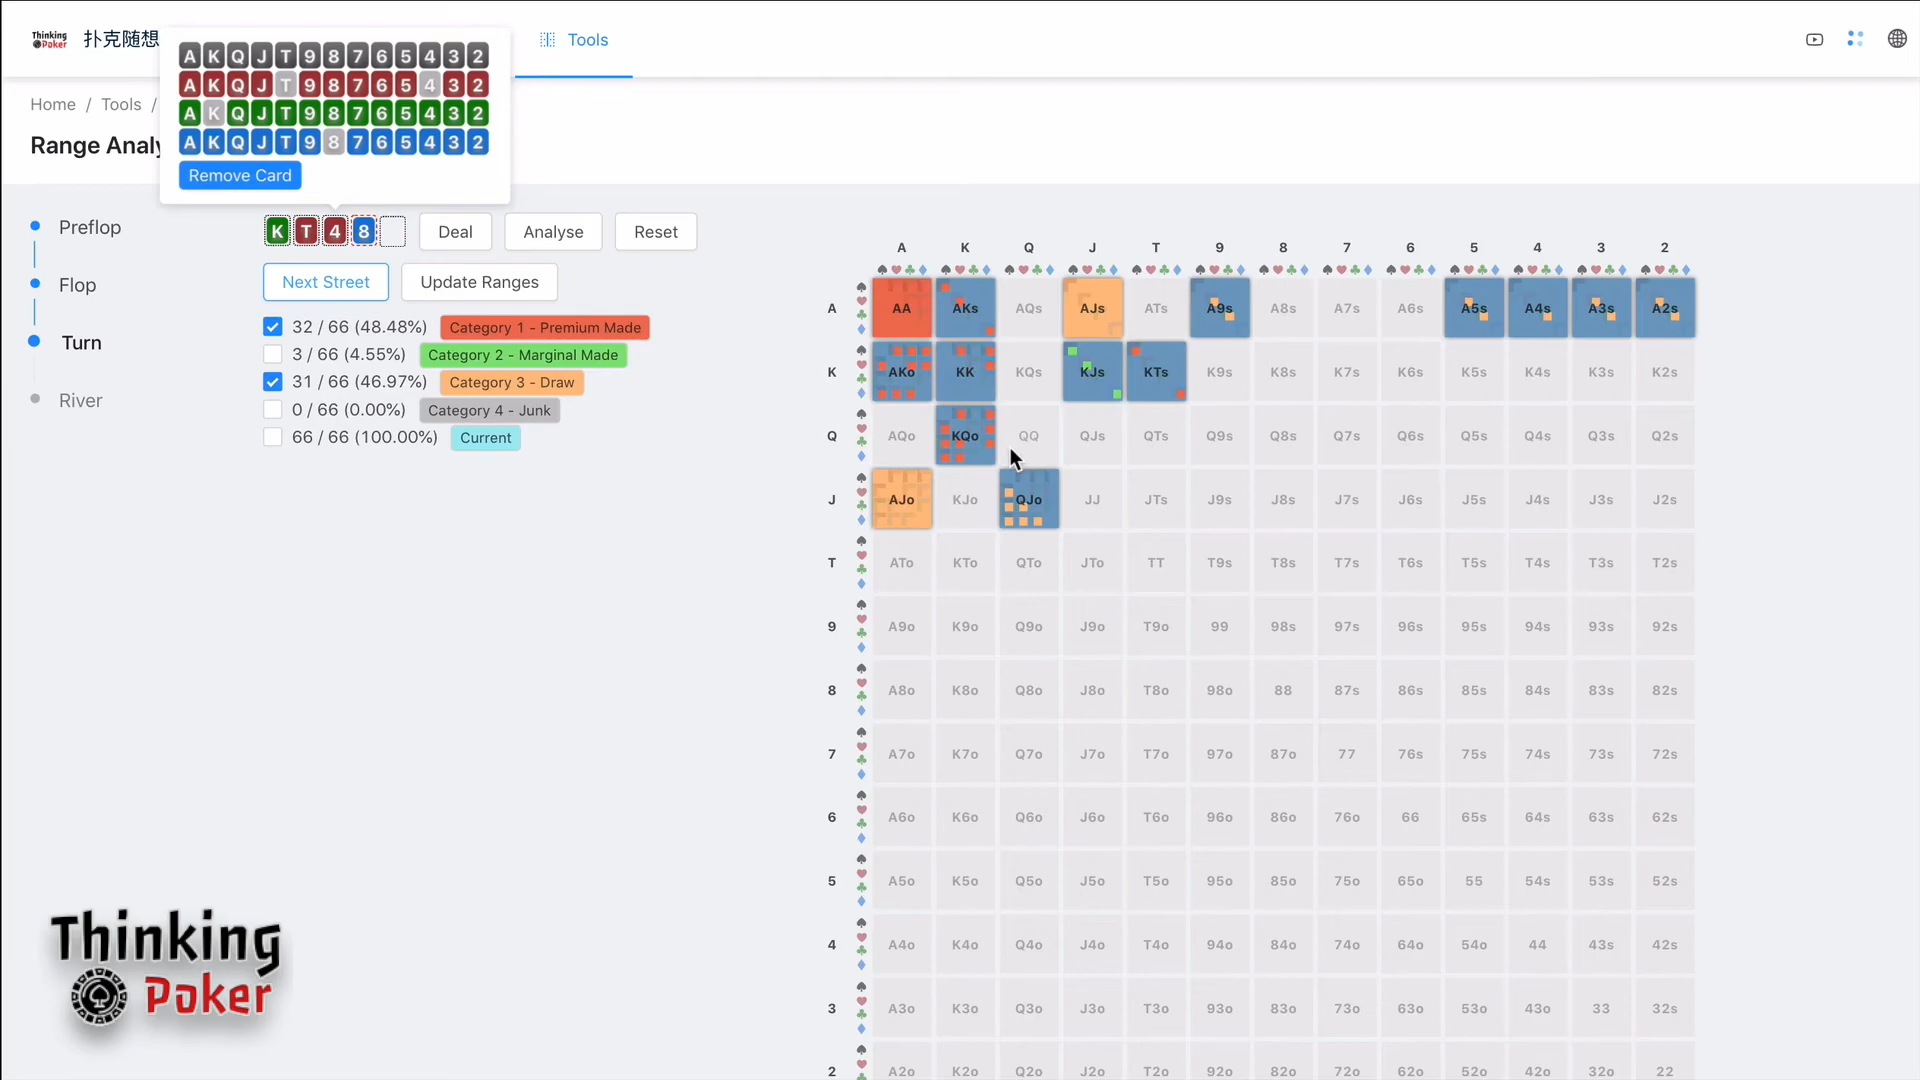 Thinking Poker 扑克随想
Tools
A K Q J T 9 8 7 6 5 4 3 2
A K Q J T 9 8 7 6 5 4 3 2
A K Q J T 9 8 7 6 5 4 3 2
A K Q J T 9 8 7 6 5 4 3 2
Remove Card
Home / Tools /
Range Analy
Preflop
Flop
Turn
River
K T 4 8
Deal
Analyse
Reset
Next Street
Update Ranges
32 / 66 (48.48%) Category 1 - Premium Made
3 / 66 (4.55%) Category 2 - Marginal Made
31 / 66 (46.97%) Category 3 - Draw
0 / 66 (0.00%) Category 4 - Junk
66 / 66 (100.00%) Current
A K Q J T 9 8 7 6 5 4 3 2
A AA AKs AQs AJs ATs A9s A8s A7s A6s A5s A4s A3s A2s
K AKo KK KQs KJs KTs K9s K8s K7s K6s K5s K4s K3s K2s
Q AQo KQo QQ QJs QTs Q9s Q8s Q7s Q6s Q5s Q4s Q3s Q2s
J AJo KJo QJo JJ JTs J9s J8s J7s J6s J5s J4s J3s J2s
T ATo KTo QTo JTo TT T9s T8s T7s T6s T5s T4s T3s T2s
9 A9o K9o Q9o J9o T9o 99 98s 97s 96s 95s 94s 93s 92s
8 A8o K8o Q8o J8o T8o 98o 88 87s 86s 85s 84s 83s 82s
7 A7o K7o Q7o J7o T7o 97o 87o 77 76s 75s 74s 73s 72s
6 A6o K6o Q6o J6o T6o 96o 86o 76o 66 65s 64s 63s 62s
5 A5o K5o Q5o J5o T5o 95o 85o 75o 65o 55 54s 53s 52s
4 A4o K4o Q4o J4o T4o 94o 84o 74o 64o 54o 44 43s 42s
3 A3o K3o Q3o J3o T3o 93o 83o 73o 63o 53o 43o 33 32s
2 A2o K2o Q2o J2o T2o 92o 82o 72o 62o 52o 42o 32o 22
Thinking
Poker